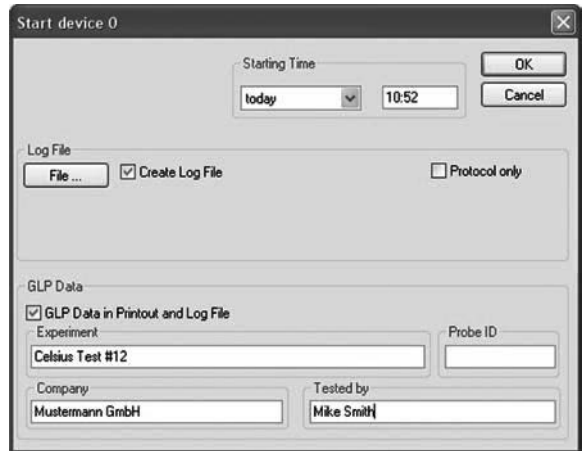 Start device 0
Starting Time
OK
today
10:52
Cancel
Log File
File ...
Create Log File
Protocol only
GLP Data
GLP Data in Printout and Log File
Experiment
Probe ID
Celsius Test #12
Company
Tested by
Mustermann GmbH
Mike Smith